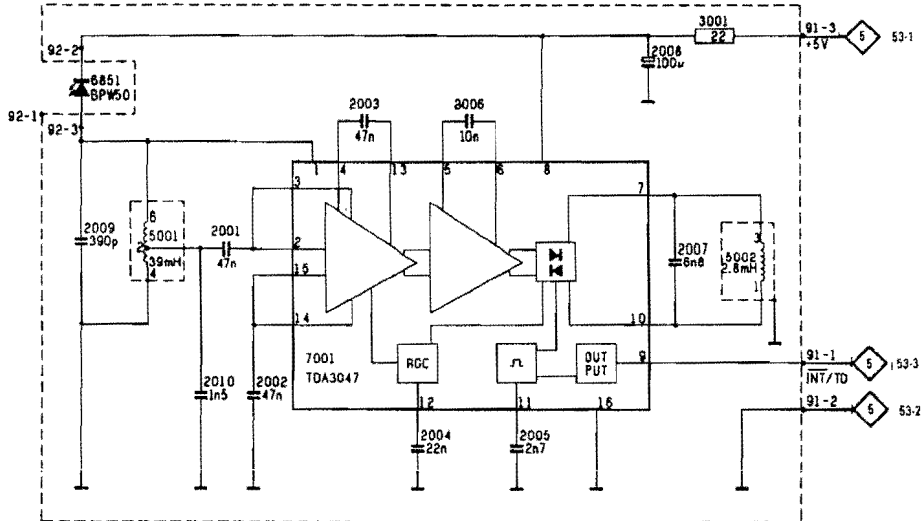 92-2
6851
BPW50
92-1
92-3
3001
22
2008
100µ
91-3
+5V
5
53-1
2003
47n
3006
10n
1
4
13
5
6
8
7
3
2
15
14
2009
390p
6
5001
2
39mH
4
2001
47n
2007
6n8
3
5002
2.8mH
1
10
9
7001
TDA3047
AGC
OUT
PUT
91-1
INT/TD
5
53-3
91-2
5
53-2
2010
1n5
2002
47n
12
11
16
2004
22n
2005
2n7